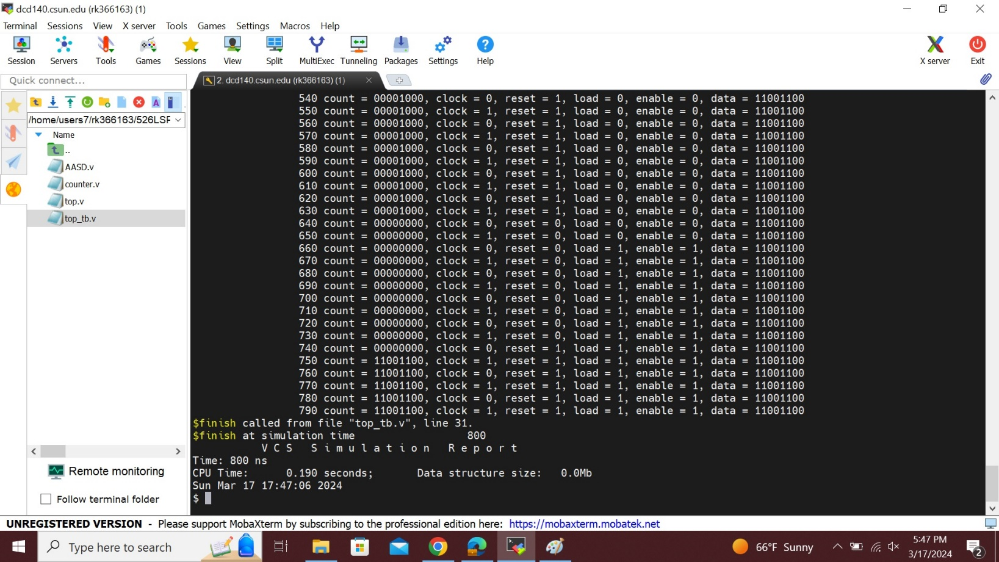 dcd140.csun.edu (rk366163) (1)
Terminal Sessions View X server Tools Games Settings Macros Help
Session Servers Tools Games Sessions View Split MultiExec Tunneling Packages Settings Help X server Exit
Quick connect...
2. dcd140.csun.edu (rk366163) (1)
/home/users7/rk366163/526LSF
Name
..
AASD.v
counter.v
top.v
top_tb.v
Remote monitoring
Follow terminal folder
540 count = 00001000, clock = 0, reset = 1, load = 0, enable = 0, data = 11001100
550 count = 00001000, clock = 1, reset = 1, load = 0, enable = 0, data = 11001100
560 count = 00001000, clock = 0, reset = 1, load = 0, enable = 0, data = 11001100
570 count = 00001000, clock = 1, reset = 1, load = 0, enable = 0, data = 11001100
580 count = 00001000, clock = 0, reset = 1, load = 0, enable = 0, data = 11001100
590 count = 00001000, clock = 1, reset = 1, load = 0, enable = 0, data = 11001100
600 count = 00001000, clock = 0, reset = 1, load = 0, enable = 0, data = 11001100
610 count = 00001000, clock = 1, reset = 1, load = 0, enable = 0, data = 11001100
620 count = 00001000, clock = 0, reset = 1, load = 0, enable = 0, data = 11001100
630 count = 00001000, clock = 1, reset = 1, load = 0, enable = 0, data = 11001100
640 count = 00000000, clock = 0, reset = 0, load = 0, enable = 0, data = 11001100
650 count = 00000000, clock = 1, reset = 0, load = 0, enable = 0, data = 11001100
660 count = 00000000, clock = 0, reset = 0, load = 1, enable = 1, data = 11001100
670 count = 00000000, clock = 1, reset = 0, load = 1, enable = 1, data = 11001100
680 count = 00000000, clock = 0, reset = 0, load = 1, enable = 1, data = 11001100
690 count = 00000000, clock = 1, reset = 0, load = 1, enable = 1, data = 11001100
700 count = 00000000, clock = 0, reset = 0, load = 1, enable = 1, data = 11001100
710 count = 00000000, clock = 1, reset = 0, load = 1, enable = 1, data = 11001100
720 count = 00000000, clock = 0, reset = 0, load = 1, enable = 1, data = 11001100
730 count = 00000000, clock = 1, reset = 0, load = 1, enable = 1, data = 11001100
740 count = 00000000, clock = 0, reset = 1, load = 1, enable = 1, data = 11001100
750 count = 11001100, clock = 1, reset = 1, load = 1, enable = 1, data = 11001100
760 count = 11001100, clock = 0, reset = 1, load = 1, enable = 1, data = 11001100
770 count = 11001100, clock = 1, reset = 1, load = 1, enable = 1, data = 11001100
780 count = 11001100, clock = 0, reset = 1, load = 1, enable = 1, data = 11001100
790 count = 11001100, clock = 1, reset = 1, load = 1, enable = 1, data = 11001100
$finish called from file "top_tb.v", line 31.
$finish at simulation time 800
V C S S i m u l a t i o n R e p o r t
Time: 800 ns
CPU Time: 0.190 seconds; Data structure size: 0.0Mb
Sun Mar 17 17:47:06 2024
$
UNREGISTERED VERSION - Please support MobaXterm by subscribing to the professional edition here: https://mobaxterm.mobatek.net
Type here to search
66°F Sunny
5:47 PM
3/17/2024
2